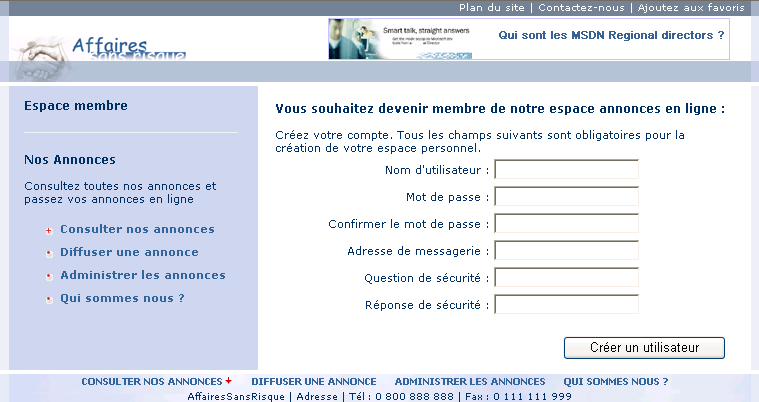 Plan du site | Contactez-nous | Ajoutez aux favoris
Affaires
sans risque
Smart talk, straight answers
Qui sont les MSDN Regional directors ?
Espace membre
Vous souhaitez devenir membre de notre espace annonces en ligne :
Créez votre compte. Tous les champs suivants sont obligatoires pour la
création de votre espace personnel.
Nom d'utilisateur :
Mot de passe :
Confirmer le mot de passe :
Adresse de messagerie :
Question de sécurité :
Réponse de sécurité :
Créer un utilisateur
Nos Annonces
Consultez toutes nos annonces et
passez vos annonces en ligne
Consulter nos annonces
Diffuser une annonce
Administrer les annonces
Qui sommes nous ?
CONSULTER NOS ANNONCES DIFFUSER UNE ANNONCE ADMINISTRER LES ANNONCES QUI SOMMES NOUS ?
AffairesSansRisque | Adresse | Tél : 0 800 888 888 | Fax : 0 111 111 999